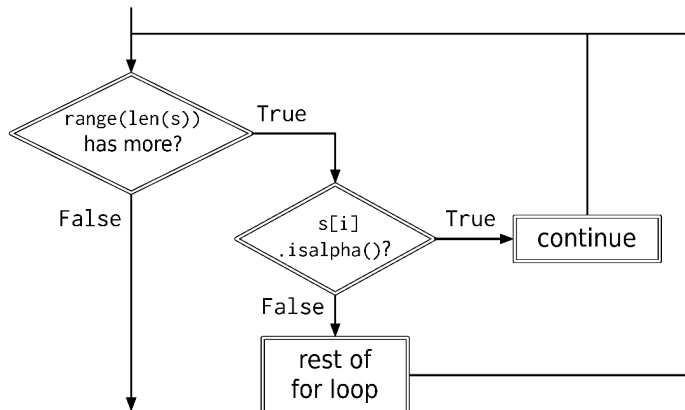 range(len(s))
has more?
True
False
s[i]
.isalpha()?
True
continue
False
rest of
for loop